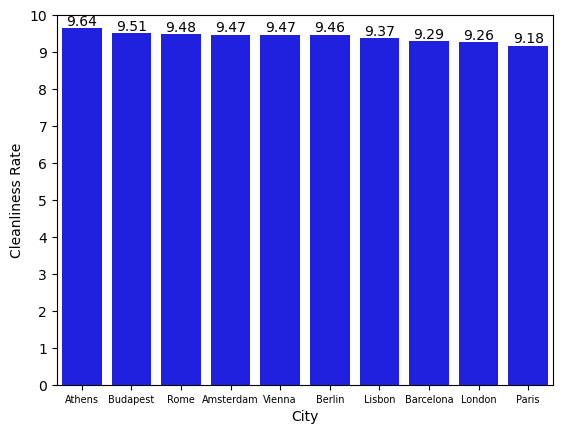 10
9
8
7
6
5
4
3
2
1
0
Cleanliness Rate
9.64 9.51 9.48 9.47 9.47 9.46 9.37 9.29 9.26 9.18
Athens Budapest Rome Amsterdam Vienna Berlin Lisbon Barcelona London Paris
City